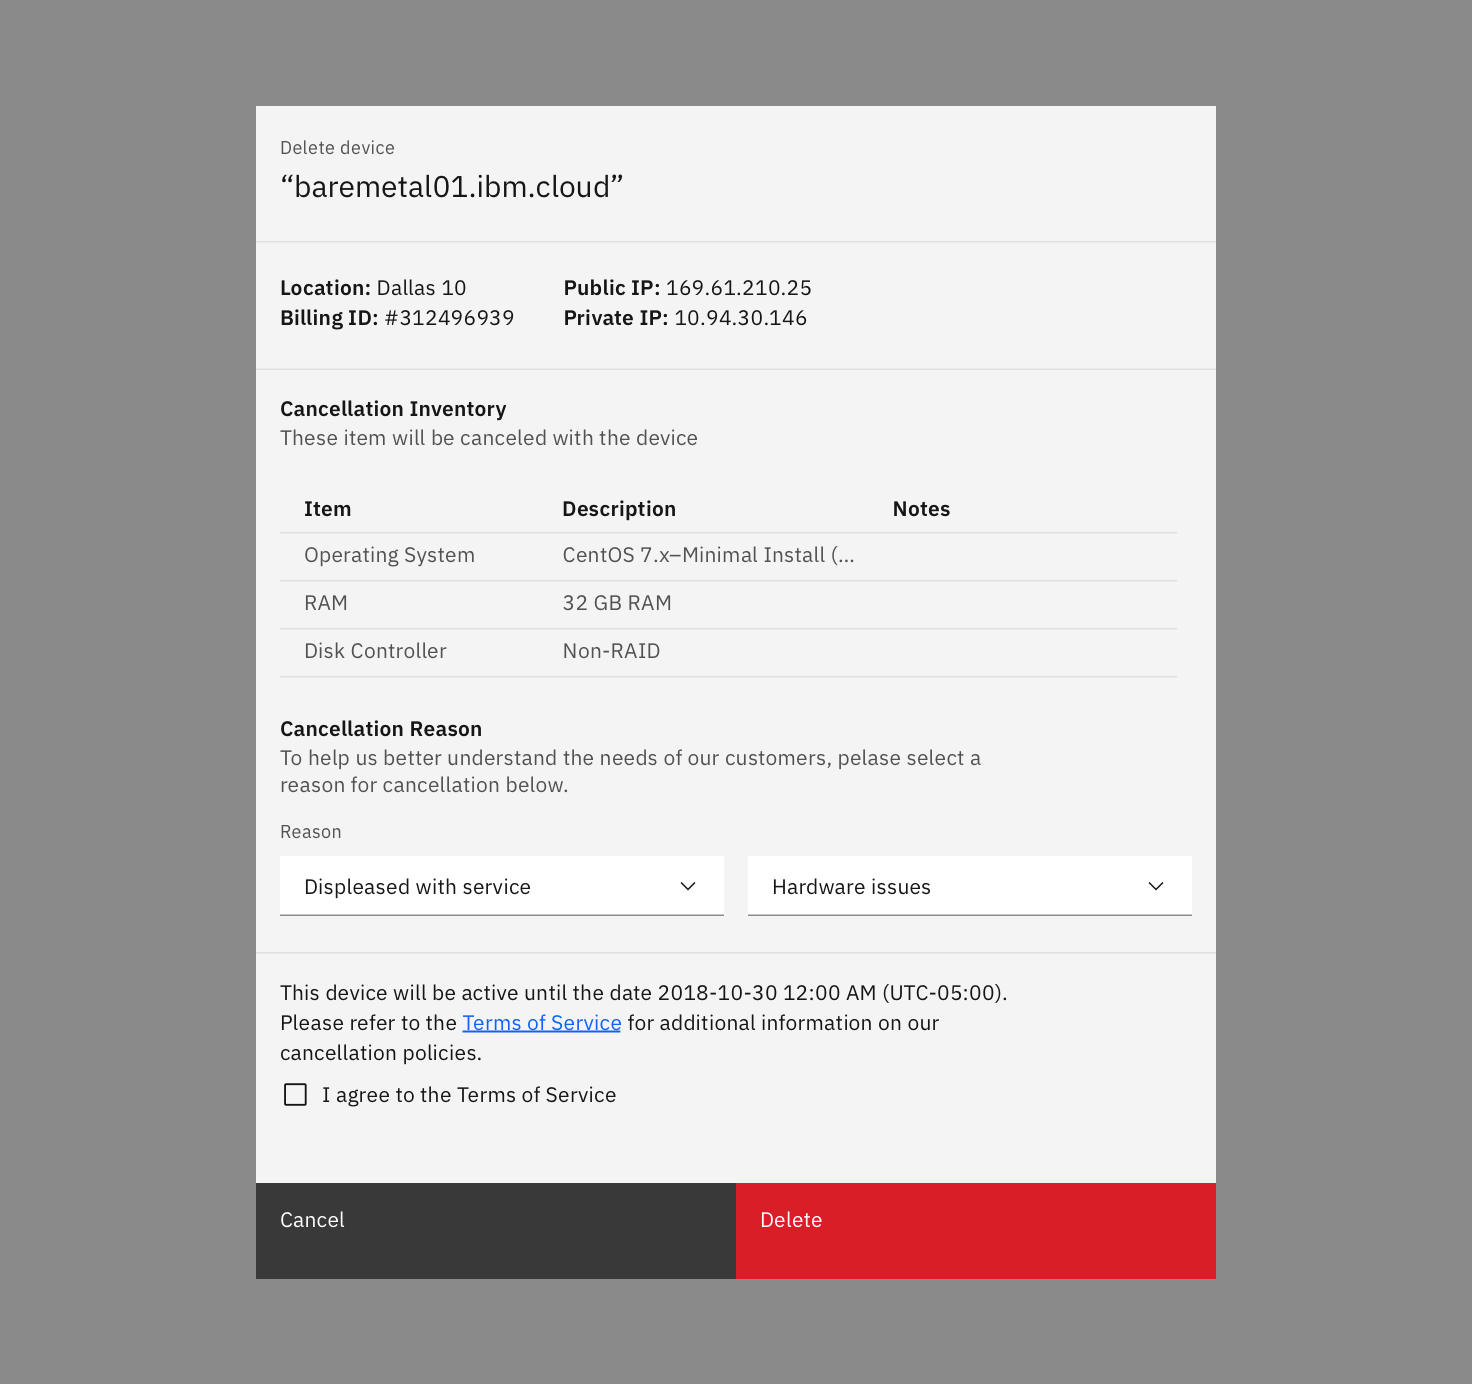 Delete device
“baremetal01.ibm.cloud”
Location: Dallas 10
Billing ID: #312496939
Public IP: 169.61.210.25
Private IP: 10.94.30.146
Cancellation Inventory
These item will be canceled with the device
Item Description Notes
Operating System CentOS 7.x–Minimal Install (...
RAM 32 GB RAM
Disk Controller Non-RAID
Cancellation Reason
To help us better understand the needs of our customers, pelase select a
reason for cancellation below.
Reason
Displeased with service
Hardware issues
This device will be active until the date 2018-10-30 12:00 AM (UTC-05:00).
Please refer to the Terms of Service for additional information on our
cancellation policies.
I agree to the Terms of Service
Cancel
Delete